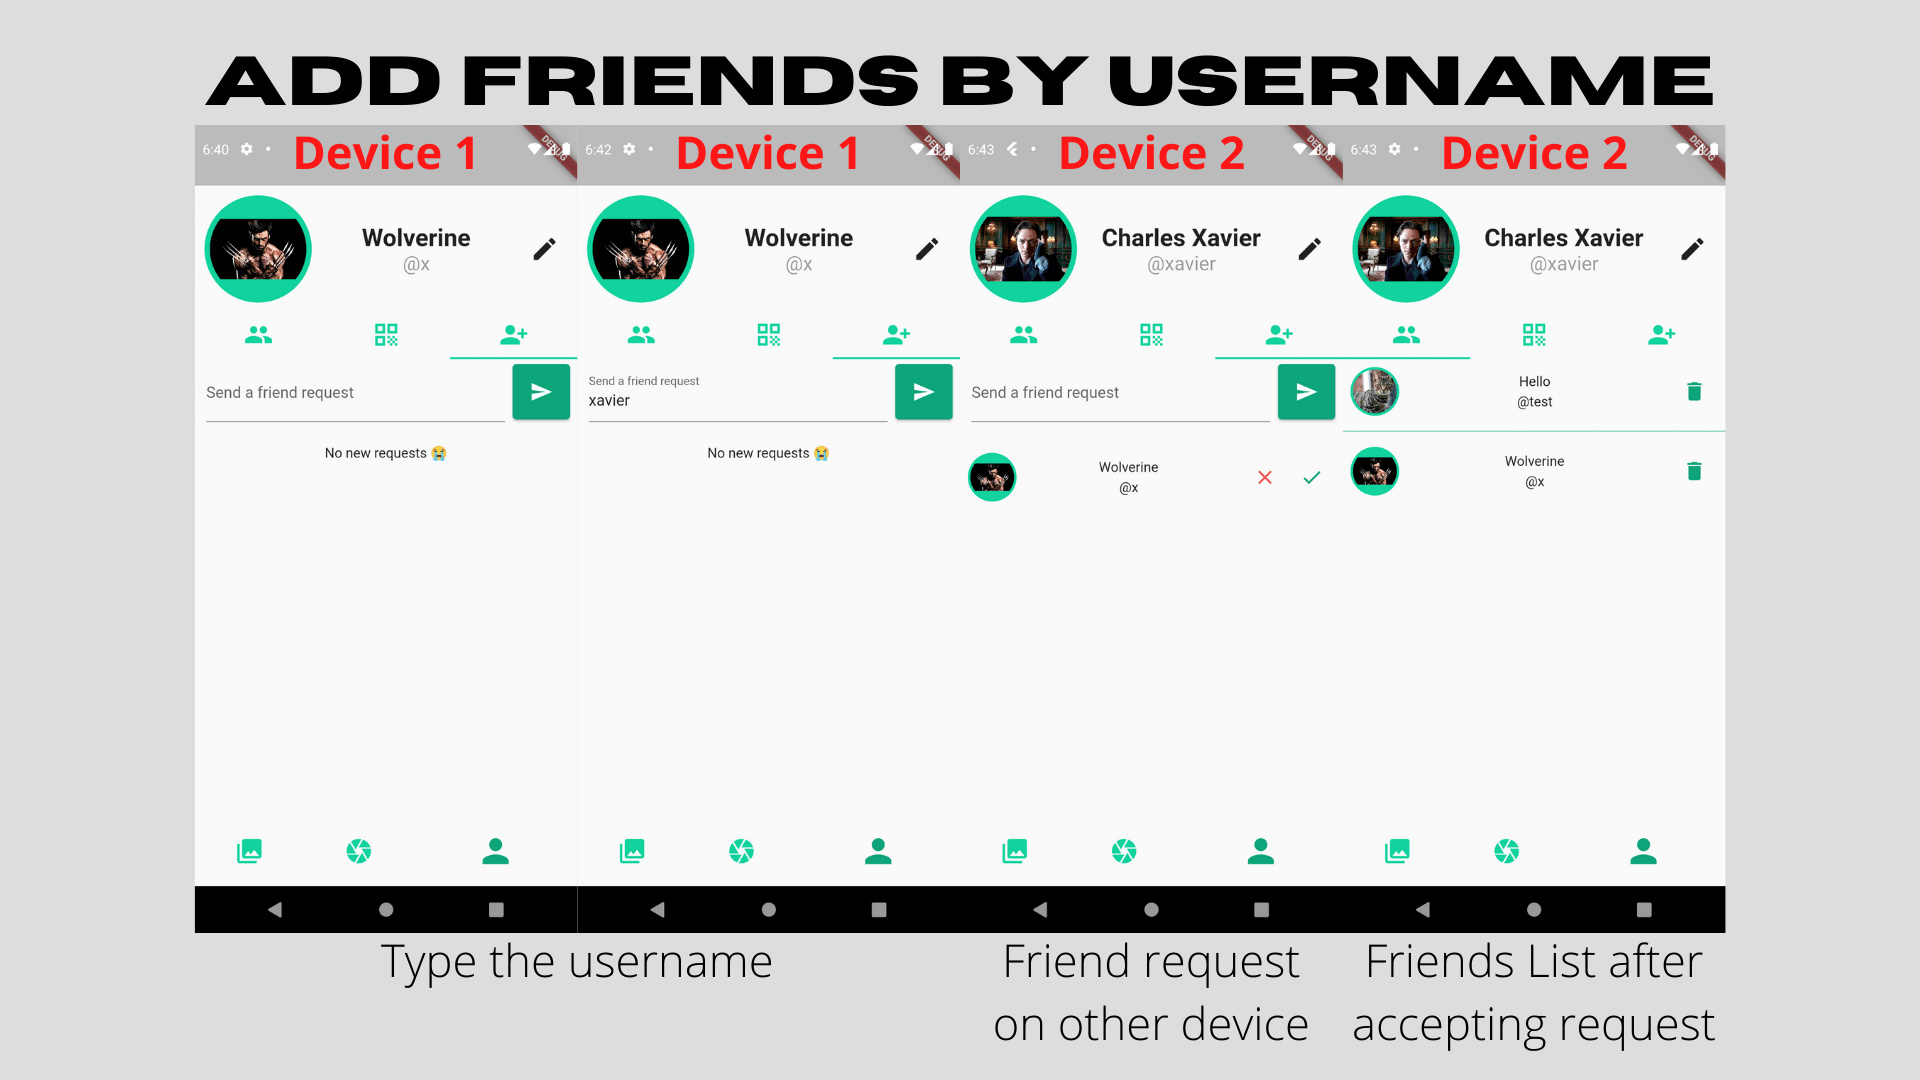 ADD FRIENDS BY USERNAME
6:40
Device 1
DEBUG
Wolverine
@x
Send a friend request
No new requests 😭
6:42
Device 1
DEBUG
Wolverine
@x
Send a friend request
xavier
No new requests 😭
6:43
Device 2
DEBUG
Charles Xavier
@xavier
Send a friend request
Wolverine
@x
6:43
Device 2
DEBUG
Charles Xavier
@xavier
Hello
@test
Wolverine
@x
Type the username
Friend request
on other device
Friends List after
accepting request